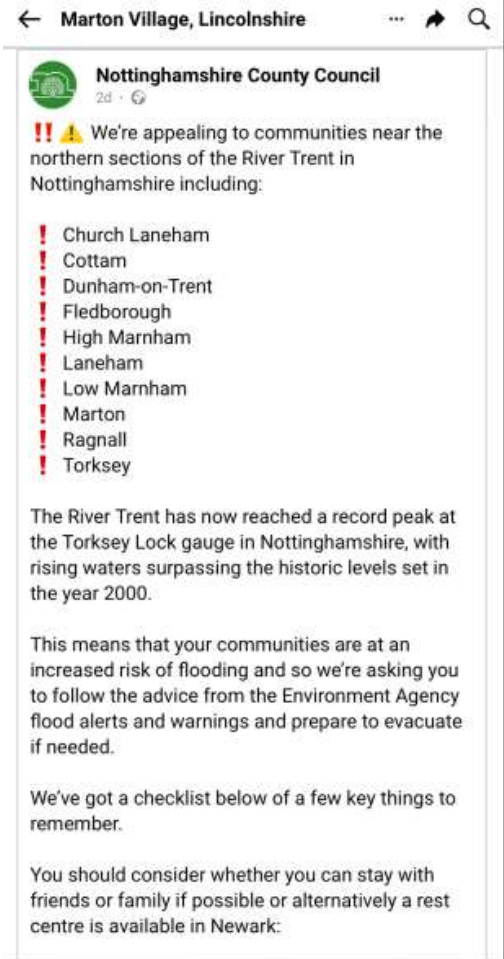 Marton Village, Lincolnshire
Nottinghamshire County Council
2d ·
‼️⚠️ We're appealing to communities near the
northern sections of the River Trent in
Nottinghamshire including:
❗ Church Laneham
❗ Cottam
❗ Dunham-on-Trent
❗ Fledborough
❗ High Marnham
❗ Laneham
❗ Low Marnham
❗ Marton
❗ Ragnall
❗ Torksey
The River Trent has now reached a record peak at
the Torksey Lock gauge in Nottinghamshire, with
rising waters surpassing the historic levels set in
the year 2000.
This means that your communities are at an
increased risk of flooding and so we're asking you
to follow the advice from the Environment Agency
flood alerts and warnings and prepare to evacuate
if needed.
We've got a checklist below of a few key things to
remember.
You should consider whether you can stay with
friends or family if possible or alternatively a rest
centre is available in Newark: